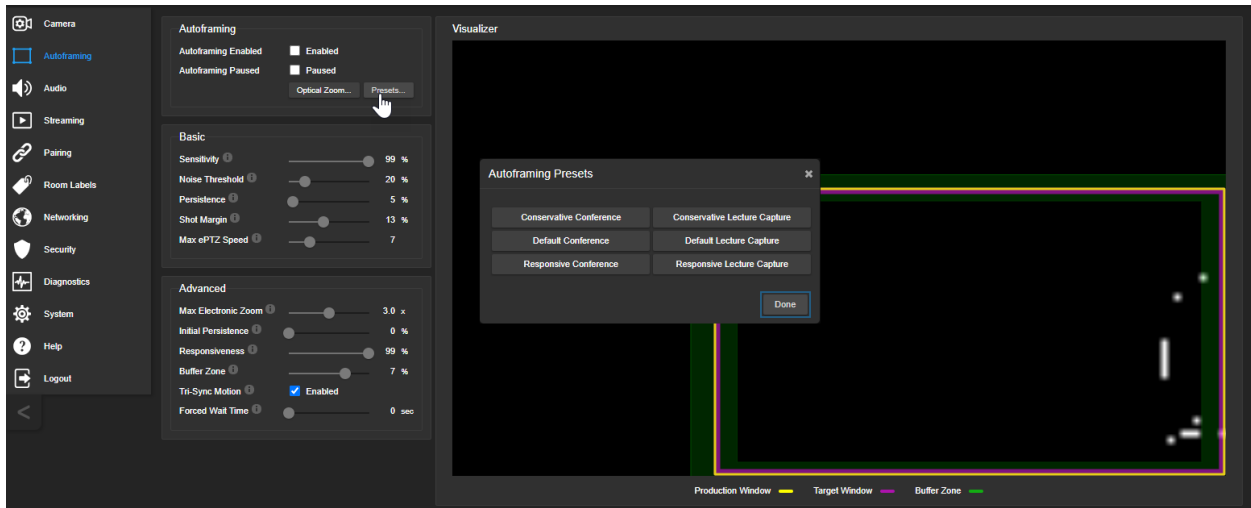 Camera
Autoframing
Audio
Streaming
Pairing
Room Labels
Networking
Security
Diagnostics
System
Help
Logout
<
Autoframing
Autoframing Enabled Enabled
Autoframing Paused Paused
Optical Zoom... Presets...
Basic
Sensitivity 99 %
Noise Threshold 20 %
Persistence 5 %
Shot Margin 13 %
Max ePTZ Speed 7
Advanced
Max Electronic Zoom 3.0 x
Initial Persistence 0 %
Responsiveness 99 %
Buffer Zone 7 %
Tri-Sync Motion Enabled
Forced Wait Time 0 sec
Visualizer
Autoframing Presets ×
Conservative Conference Conservative Lecture Capture
Default Conference Default Lecture Capture
Responsive Conference Responsive Lecture Capture
Done
Production Window Target Window Buffer Zone